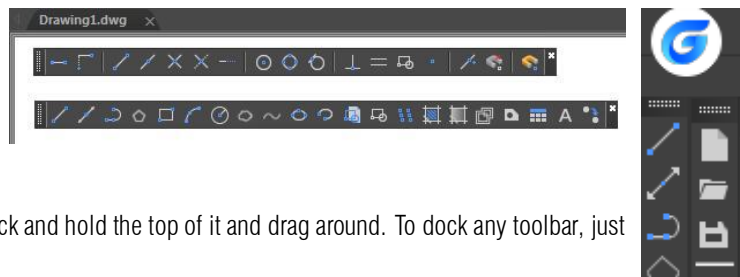 Drawing1.dwg
ck and hold the top of it and drag around. To dock any toolbar, just